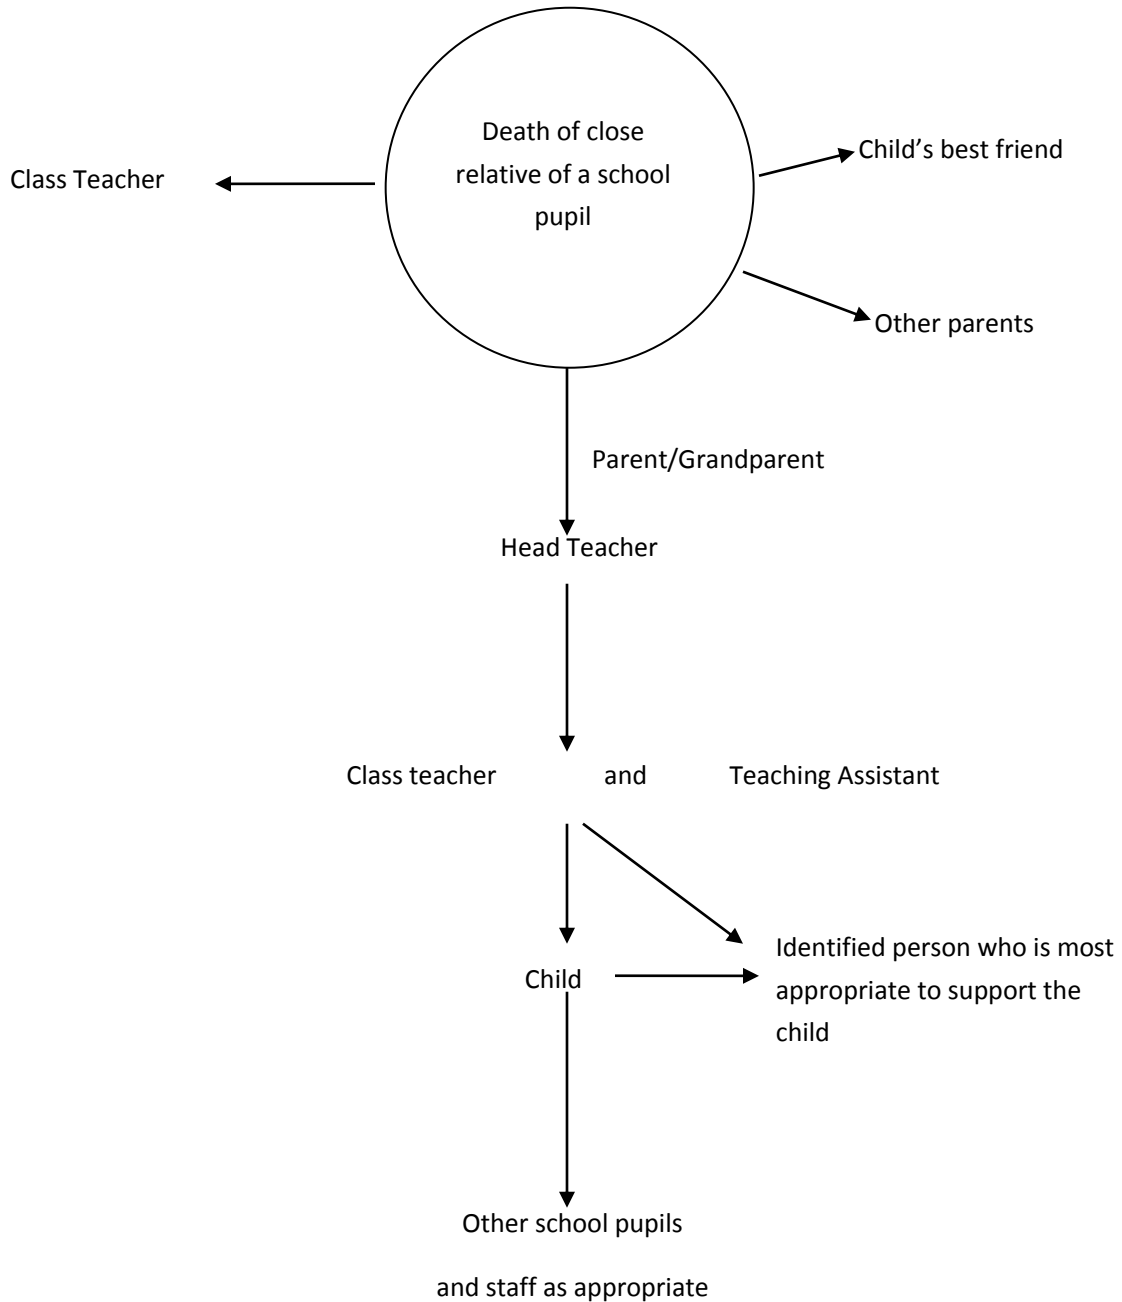 Death of close
relative of a school
pupil
Class Teacher
Child’s best friend
Other parents
Parent/Grandparent
Head Teacher
Class teacher and Teaching Assistant
Child
Identified person who is most
appropriate to support the
child
Other school pupils
and staff as appropriate